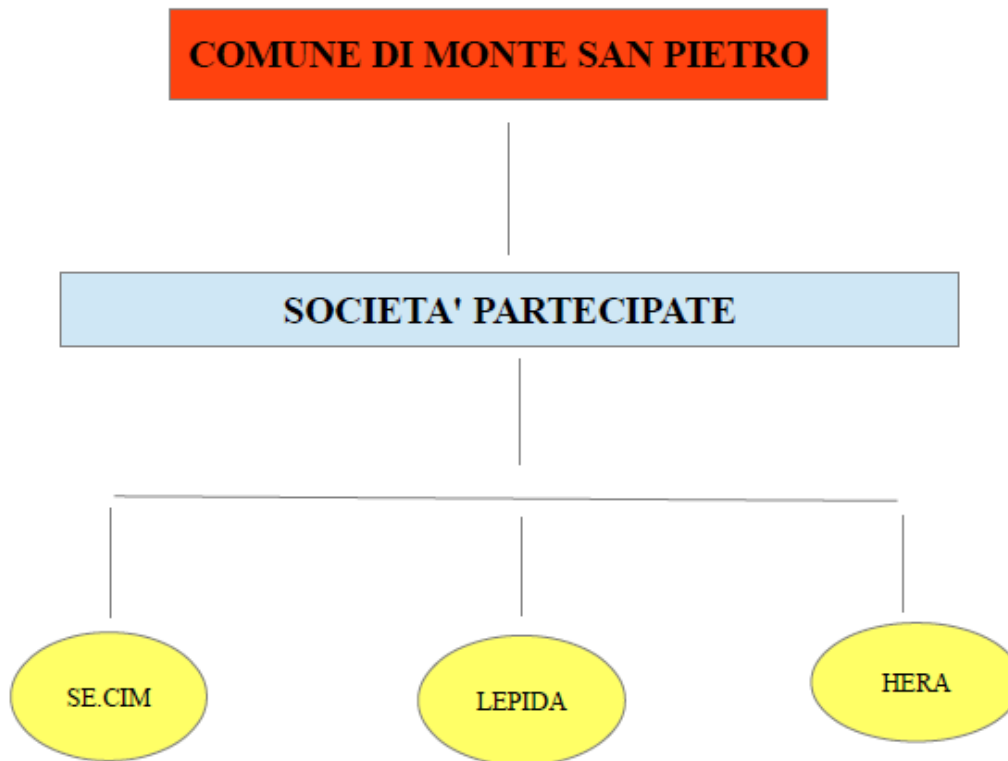 COMUNE DI MONTE SAN PIETRO
SOCIETA' PARTECIPATE
SE.CIM
LEPIDA
HERA